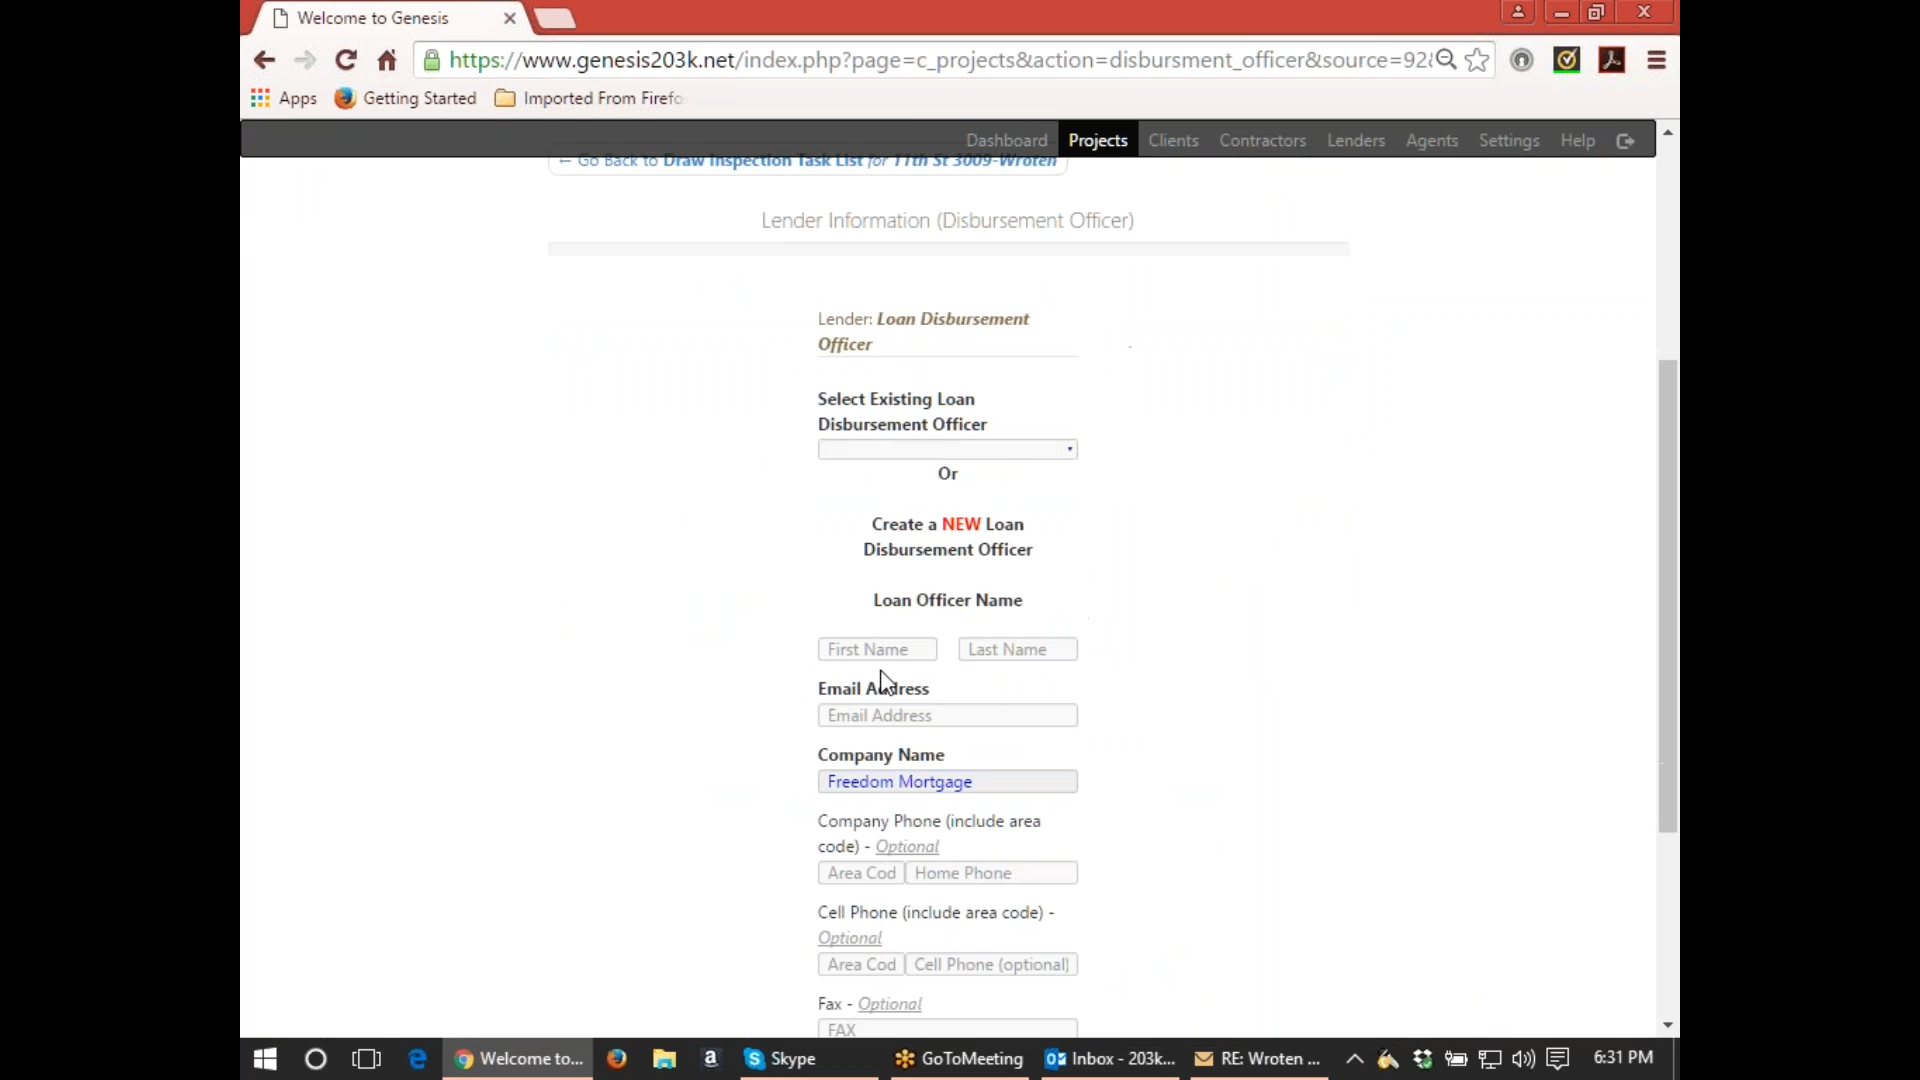 Welcome to Genesis
https://www.genesis203k.net/index.php?page=c_projects&action=disbursment_officer&source=92
Apps Getting Started Imported From Firefo
Dashboard Projects Clients Contractors Lenders Agents Settings Help
← Go Back to Draw Inspection Task List for 11th St 3009-Wroten
Lender Information (Disbursement Officer)
Lender: Loan Disbursement
Officer
Select Existing Loan
Disbursement Officer
Or
Create a NEW Loan
Disbursement Officer
Loan Officer Name
First Name Last Name
Email Address
Email Address
Company Name
Freedom Mortgage
Company Phone (include area
code) - Optional
Area Cod Home Phone
Cell Phone (include area code) -
Optional
Area Cod Cell Phone (optional)
Fax - Optional
FAX
Welcome to... Skype GoToMeeting Inbox - 203k... RE: Wroten ... 6:31 PM